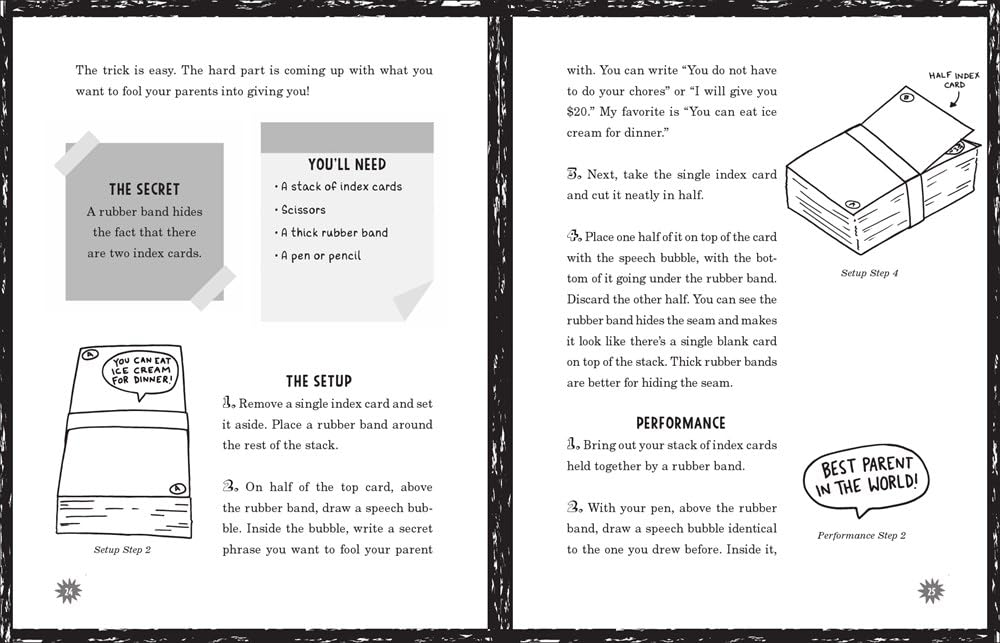 The trick is easy. The hard part is coming up with what you
want to fool your parents into giving you!
THE SECRET
A rubber band hides
the fact that there
are two index cards.
YOU'LL NEED
• A stack of index cards
• Scissors
• A thick rubber band
• A pen or pencil
A
YOU CAN EAT
ICE CREAM
FOR DINNER!
A
Setup Step 2
THE SETUP
1. Remove a single index card and set
it aside. Place a rubber band around
the rest of the stack.
2. On half of the top card, above
the rubber band, draw a speech bub-
ble. Inside the bubble, write a secret
phrase you want to fool your parent
24
with. You can write “You do not have
to do your chores” or “I will give you
$20.” My favorite is “You can eat ice
cream for dinner.”
3. Next, take the single index card
and cut it neatly in half.
4. Place one half of it on top of the card
with the speech bubble, with the bot-
tom of it going under the rubber band.
Discard the other half. You can see the
rubber band hides the seam and makes
it look like there’s a single blank card
on top of the stack. Thick rubber bands
are better for hiding the seam.
HALF INDEX
CARD
B
A
Setup Step 4
PERFORMANCE
1. Bring out your stack of index cards
held together by a rubber band.
2. With your pen, above the rubber
band, draw a speech bubble identical
to the one you drew before. Inside it,
BEST PARENT
IN THE WORLD!
Performance Step 2
25